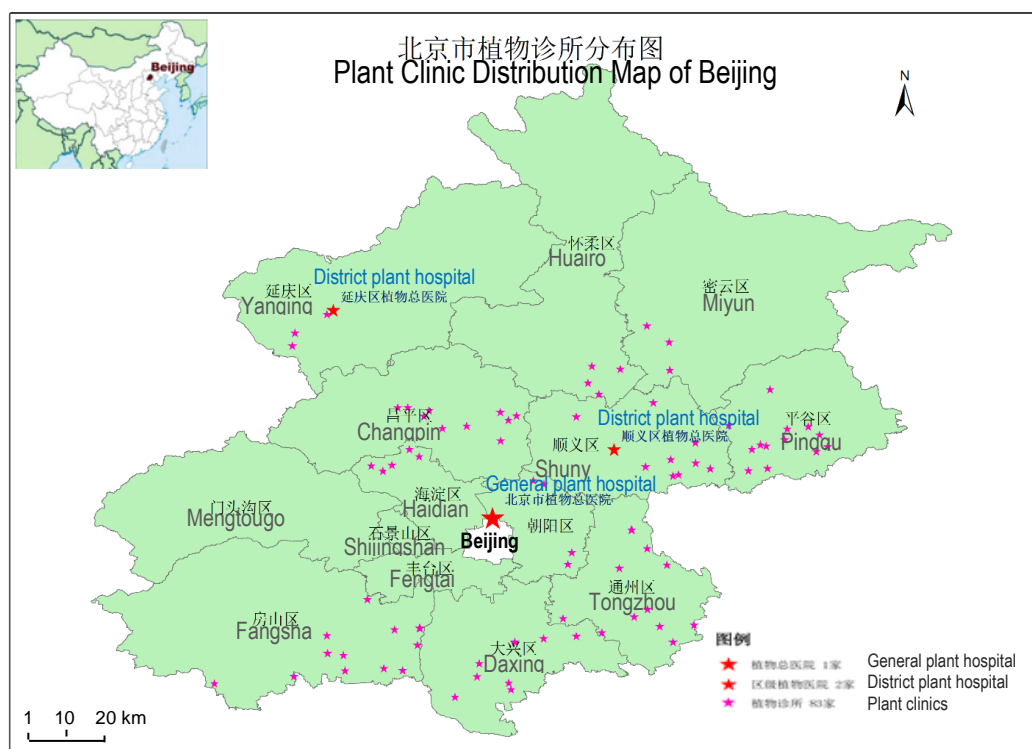 Beijing
北京市植物诊所分布图
Plant Clinic Distribution Map of Beijing
N
怀柔区
Huairo
District plant hospital
延庆区植物总医院
延庆区
Yanqing
密云区
Miyun
昌平区
Changpin
District plant hospital
顺义区植物总医院
顺义区
Shuny
平谷区
Pinggu
General plant hospital
北京市植物总医院
海淀区
Haidian
门头沟区
Mengtougo
石景山区
Shijingshan
朝阳区
Beijing
丰台区
Fengtai
通州区
Tongzhou
房山区
Fangsha
大兴区
Daxing
图例
植物总医院 1家 General plant hospital
区级植物医院 2家 District plant hospital
植物诊所 83家 Plant clinics
1 10 20 km